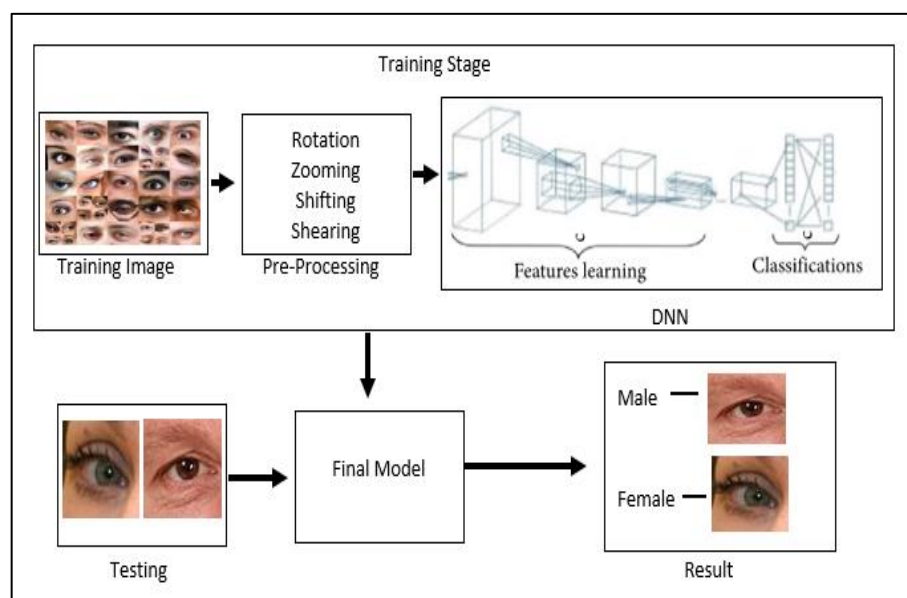 Training Stage
Rotation
Zooming
Shifting
Shearing
Training Image
Pre-Processing
Features learning
Classifications
DNN
Final Model
Male
Female
Testing
Result